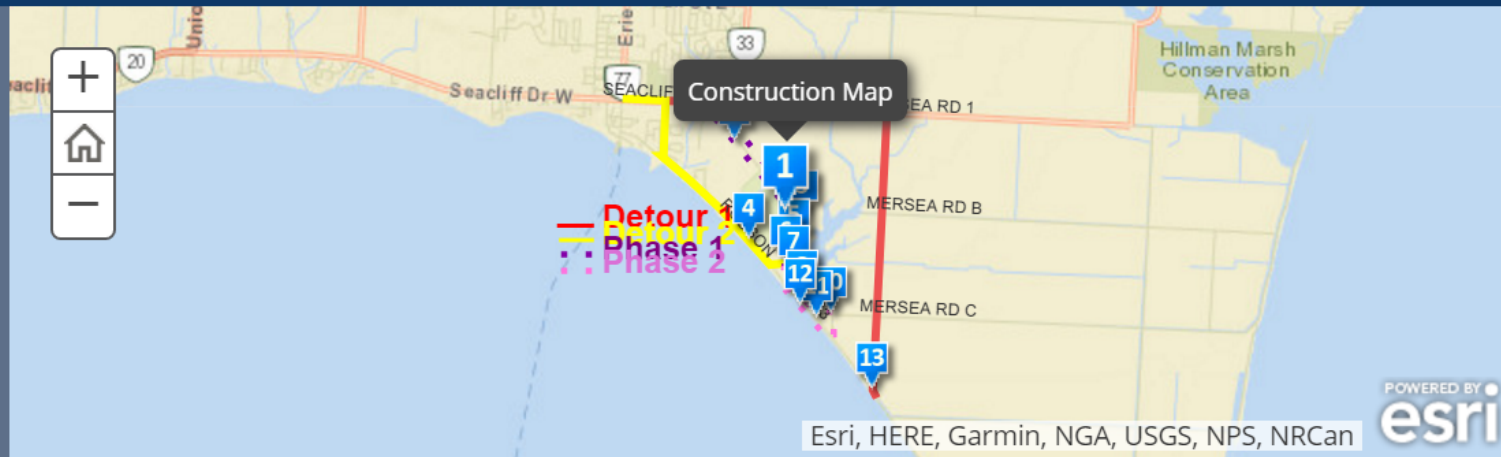 Union
Erie
33
20
Hillman Marsh
Conservation
Area
77
Seacliff Dr W
SEACLIF
Construction Map
SEA RD 1
1
MERSEA RD B
4
Detour 1
Detour 2
Phase 1
Phase 2
7
12
MERSEA RD C
13
POWERED BY
esri
Esri, HERE, Garmin, NGA, USGS, NPS, NRCan